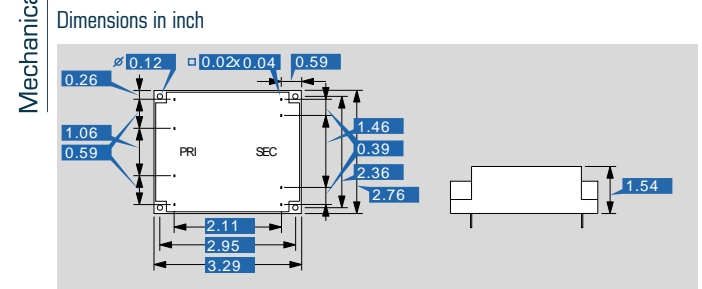 Mechanica
Dimensions in inch
ø 0.12 □ 0.02x0.04 0.59
0.26
1.06
0.59
PRI SEC
1.46
0.39
2.36
2.76
2.11
2.95
3.29
1.54